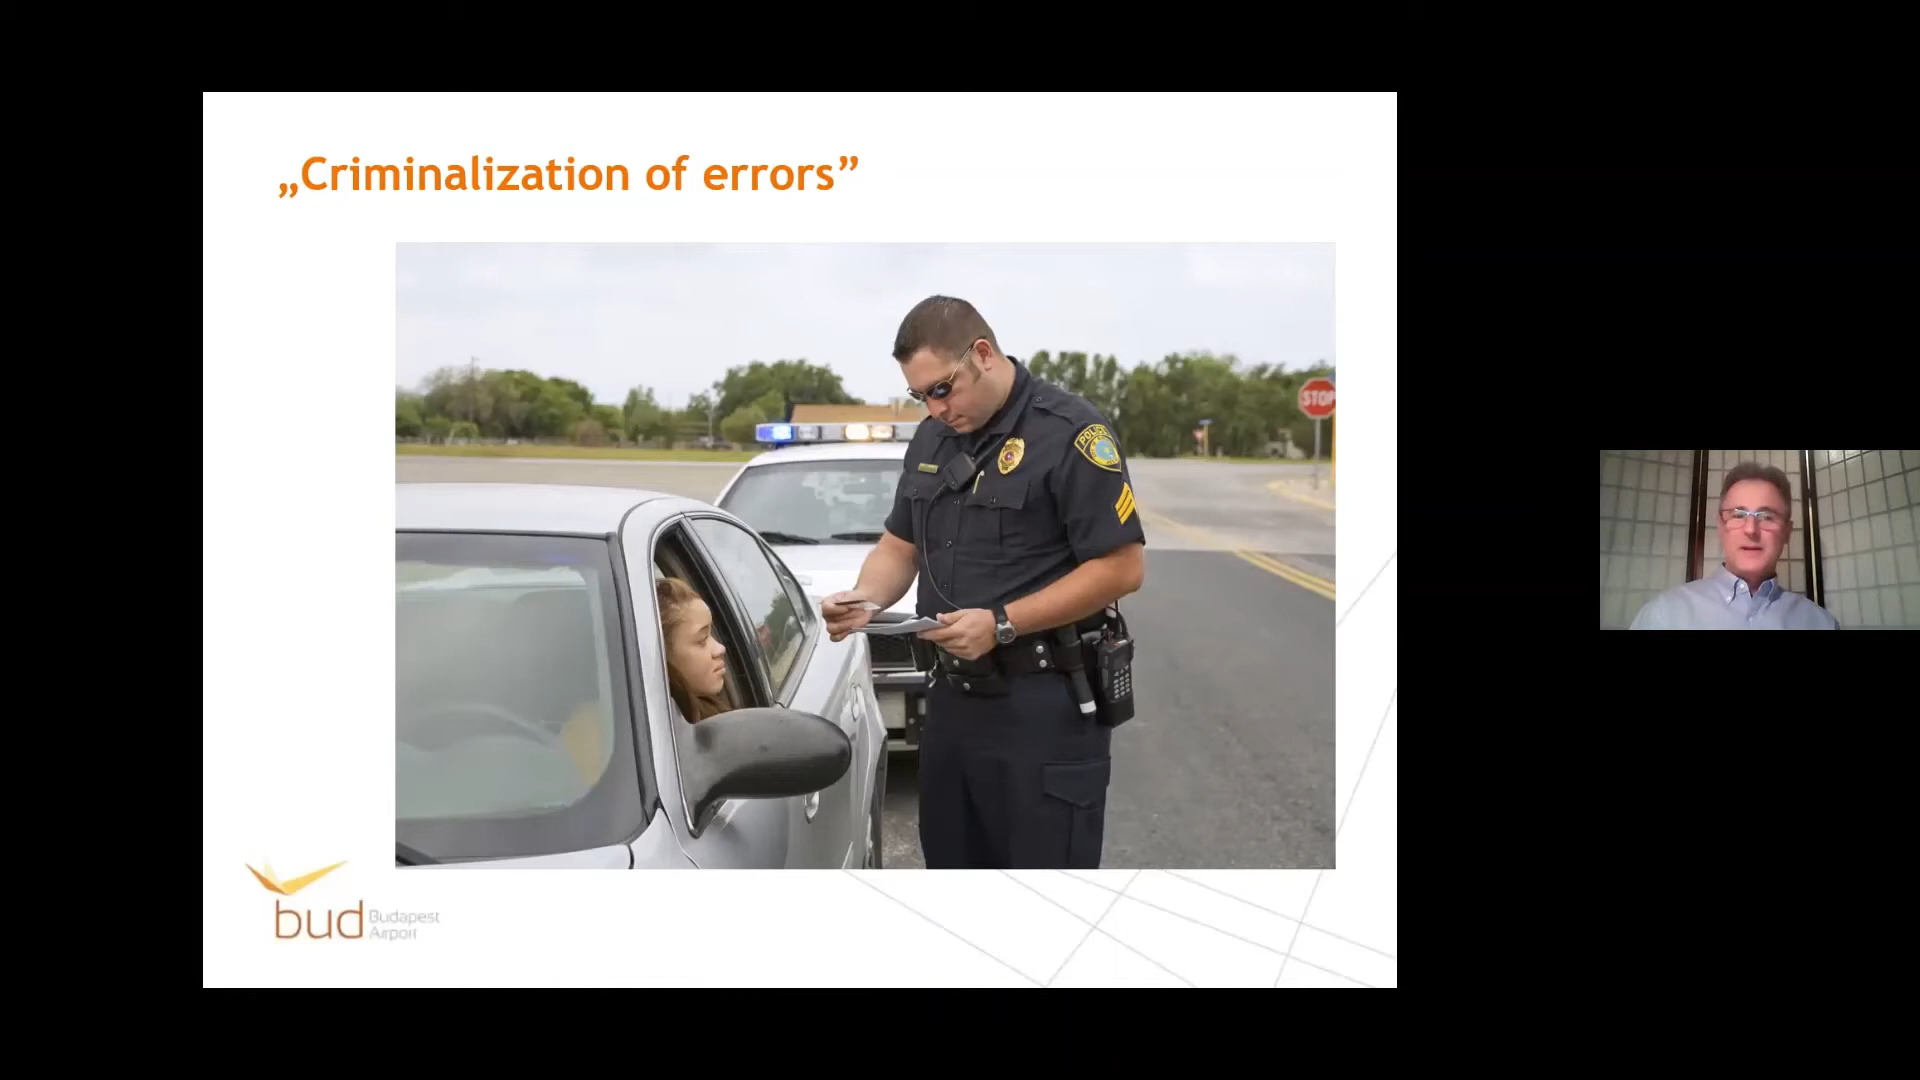 „Criminalization of errors”
POLICE
STOP
bud Budapest
Airport